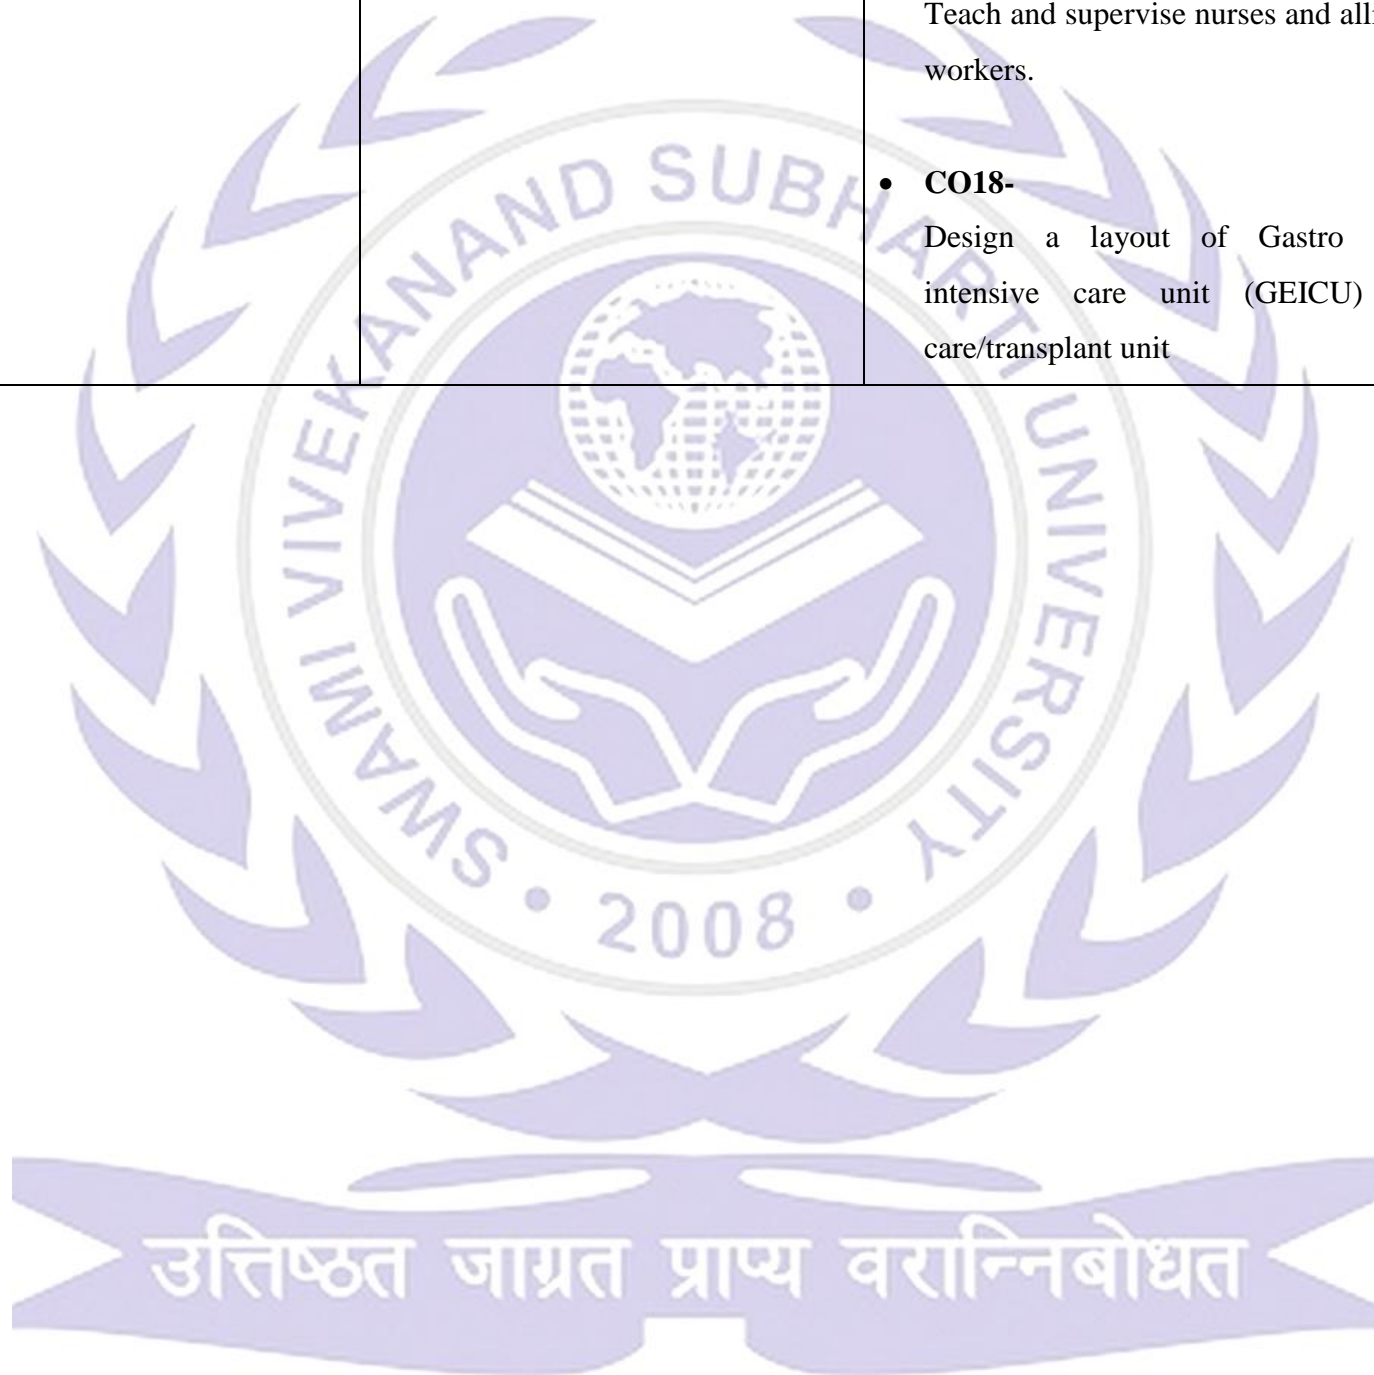 Teach and supervise nurses and
workers.
• CO18-
Design a layout of Gastro
intensive care unit (GEICU)
care/transplant unit
SWAMI VIVEKANAND SUBHARTI UNIVERSITY
• 2008 •
उत्तिष्ठत जाग्रत प्राप्य वरान्निबोधत